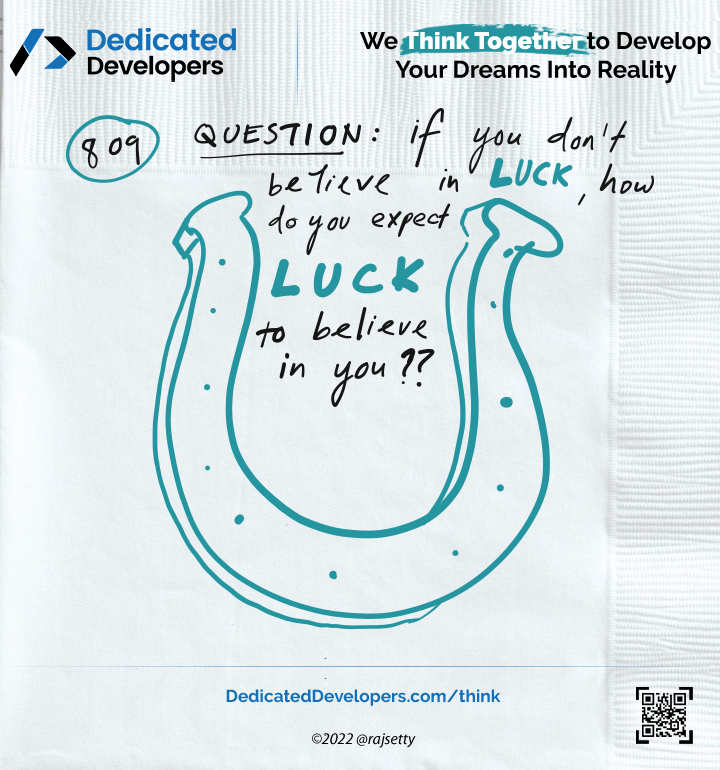 Dedicated
Developers
We Think Together to Develop
Your Dreams Into Reality
809
QUESTION: if you don't
believe in LUCK, how
do you expect
LUCK
to believe
in you??
DedicatedDevelopers.com/think
©2022 @rajsetty